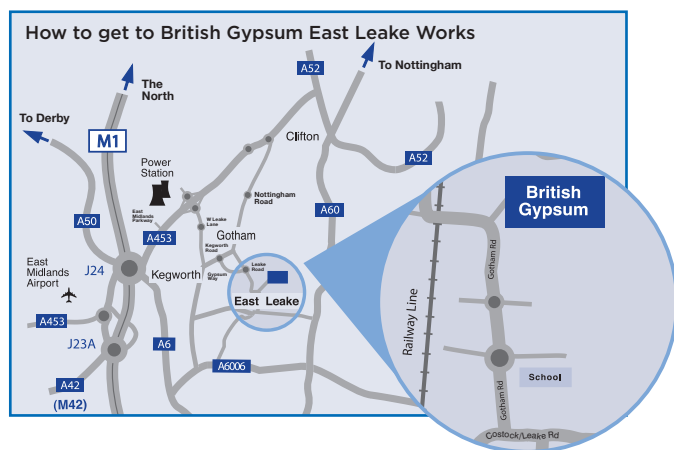 How to get to British Gypsum East Leake Works
A52
To Nottingham
The
North
To Derby
M1
Clifton
Power
Station
A52
British
Gypsum
East
Midlands
Parkway
Nottingham
Road
A50
W Leake
Lane
A60
A453
Gotham
Kegworth
Road
Gotham Rd
East
Midlands
Airport
J24
Kegworth
Gypsum
Way
Leake
Road
East Leake
Railway Line
A453
J23A
A6
A6006
School
A42
(M42)
Gotham Rd
Costock/Leake Rd